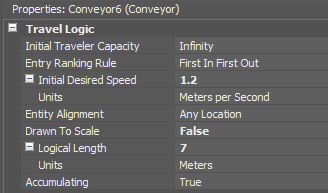 Properties: Conveyor6 (Conveyor)
Travel Logic
Initial Traveler Capacity Infinity
Entry Ranking Rule First In First Out
Initial Desired Speed 1.2
Units Meters per Second
Entity Alignment Any Location
Drawn To Scale False
Logical Length 7
Units Meters
Accumulating True